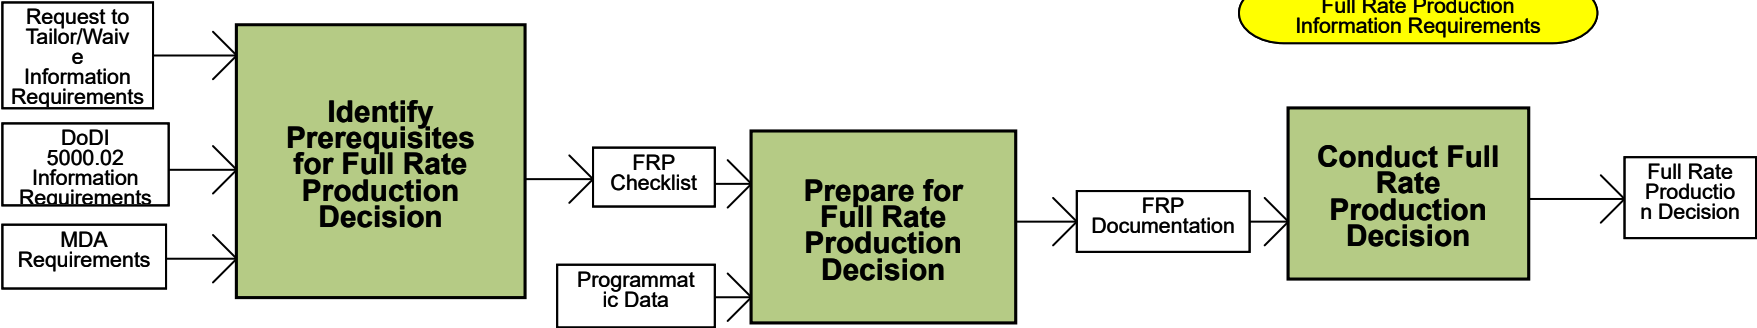 Request to
Tailor/Waiv
e
Information
Requirements
DoDI
5000.02
Information
Requirements
MDA
Requirements
Identify
Prerequisites
for Full Rate
Production
Decision
FRP
Checklist
Programmat
ic Data
Prepare for
Full Rate
Production
Decision
FRP
Documentation
Full Rate Production
Information Requirements
Conduct Full
Rate
Production
Decision
Full Rate
Productio
n Decision